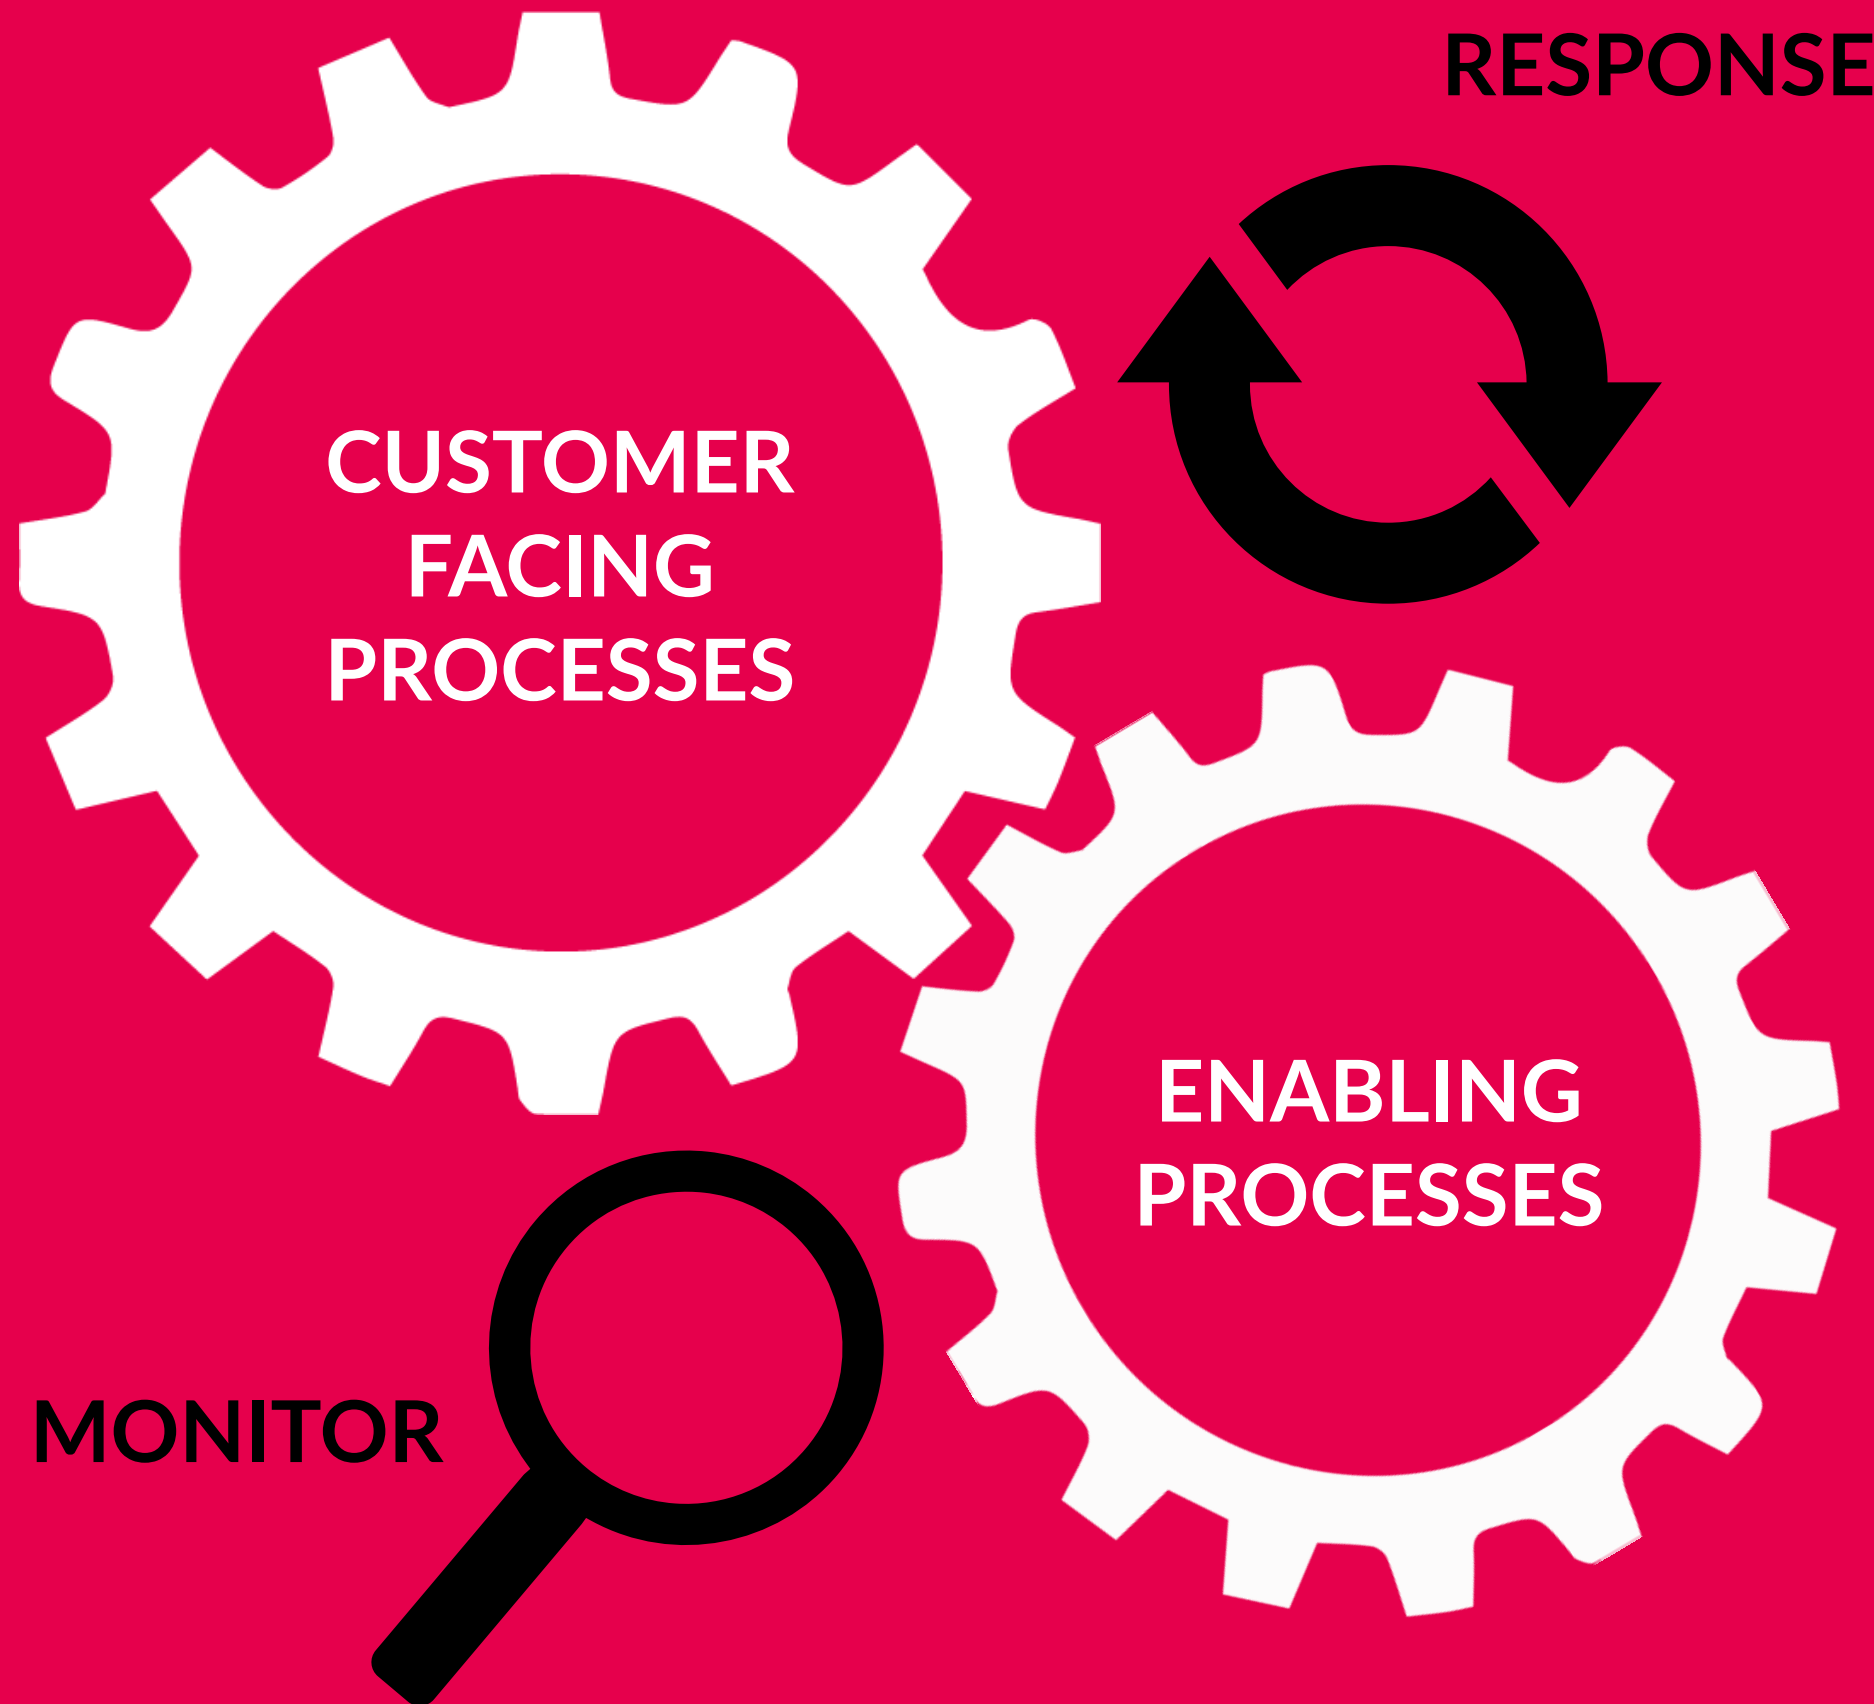 RESPONSE
CUSTOMER
FACING
PROCESSES
ENABLING
PROCESSES
MONITOR